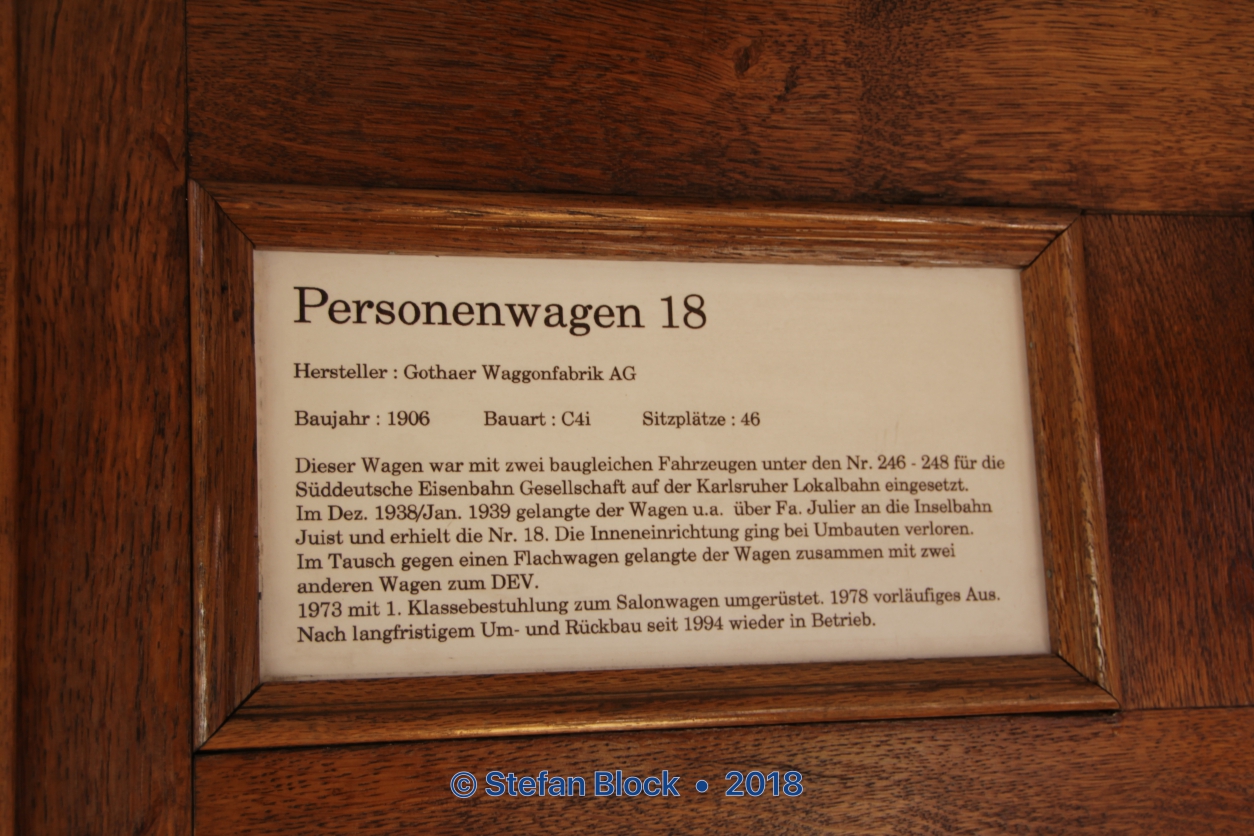 Personenwagen 18
Hersteller : Gothaer Waggonfabrik AG
Baujahr : 1906 Bauart : C4i Sitzplätze : 46
Dieser Wagen war mit zwei baugleichen Fahrzeugen unter den Nr. 246 - 248 für die
Süddeutsche Eisenbahn Gesellschaft auf der Karlsruher Lokalbahn eingesetzt.
Im Dez. 1938/Jan. 1939 gelangte der Wagen u.a. über Fa. Julier an die Inselbahn
Juist und erhielt die Nr. 18. Die Inneneinrichtung ging bei Umbauten verloren.
Im Tausch gegen einen Flachwagen gelangte der Wagen zusammen mit zwei
anderen Wagen zum DEV.
1973 mit 1. Klassebestuhlung zum Salonwagen umgerüstet. 1978 vorläufiges Aus.
Nach langfristigem Um- und Rückbau seit 1994 wieder in Betrieb.
© Stefan Block • 2018